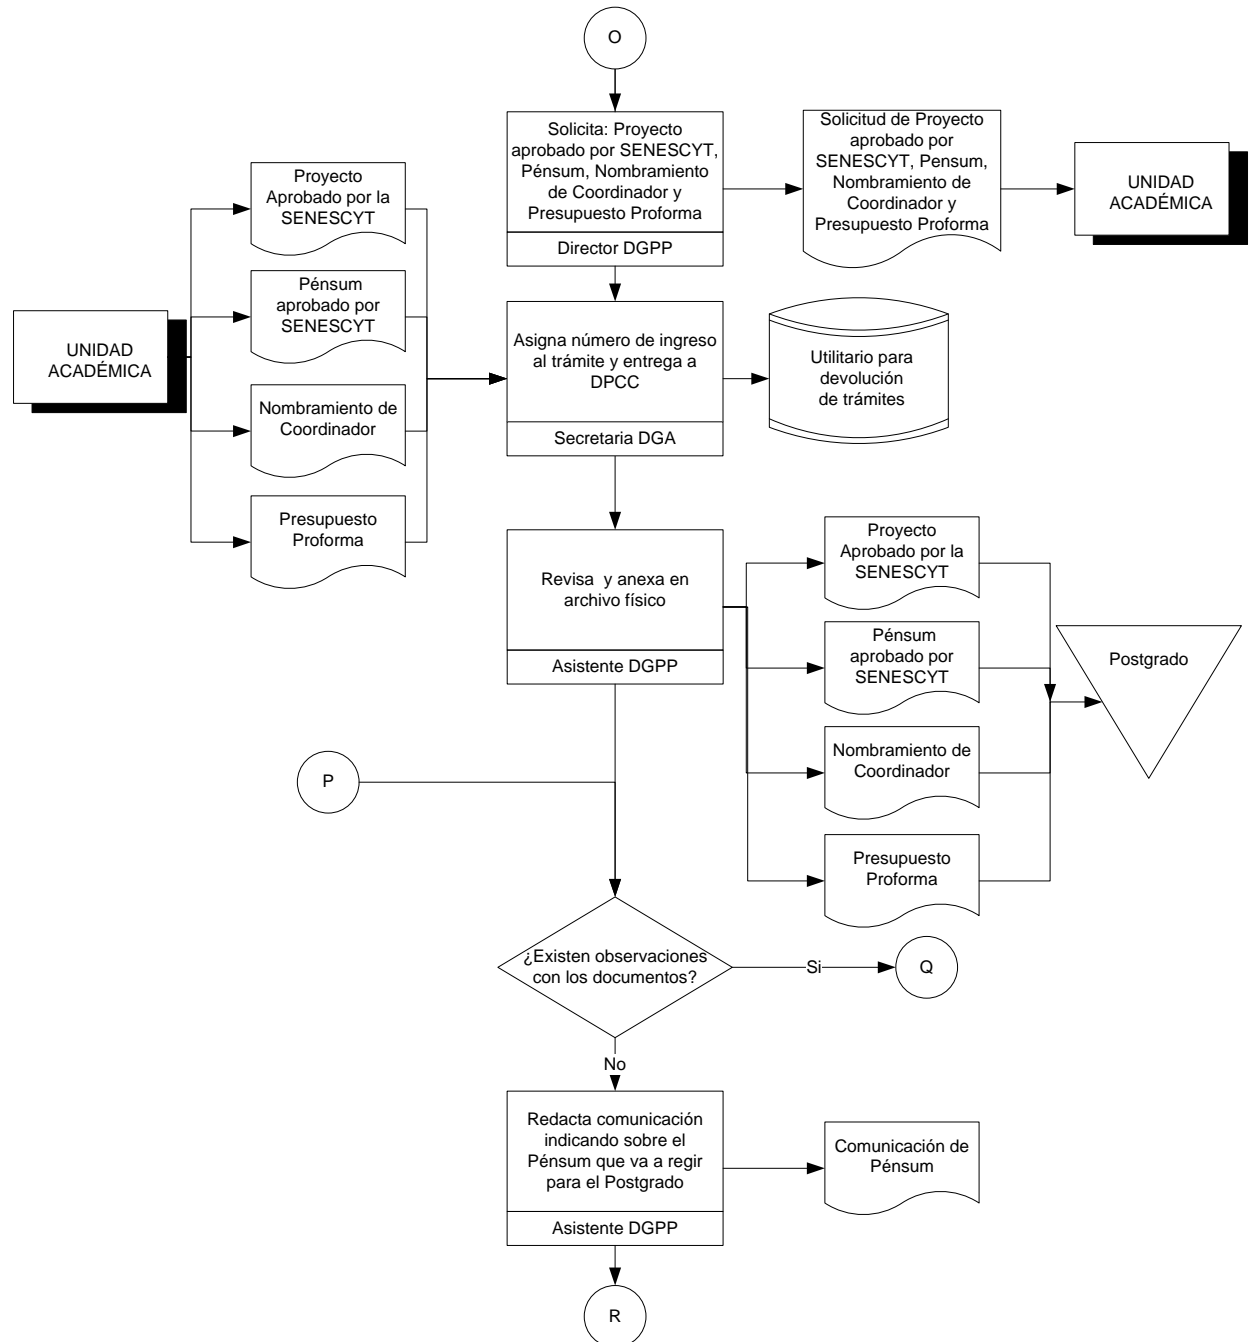 O
Solicita: Proyecto
aprobado por SENESCYT,
Pénsum, Nombramiento
de Coordinador y
Presupuesto Proforma
Director DGPP
Solicitud de Proyecto
aprobado por
SENESCYT, Pensum,
Nombramiento de
Coordinador y
Presupuesto Proforma
UNIDAD
ACADÉMICA
UNIDAD
ACADÉMICA
Proyecto
Aprobado por la
SENESCYT
Pénsum
aprobado por
SENESCYT
Nombramiento de
Coordinador
Presupuesto
Proforma
Asigna número de ingreso
al trámite y entrega a
DPCC
Secretaria DGA
Utilitario para
devolución
de trámites
Revisa y anexa en
archivo físico
Asistente DGPP
Proyecto
Aprobado por la
SENESCYT
Pénsum
aprobado por
SENESCYT
Nombramiento de
Coordinador
Presupuesto
Proforma
Postgrado
P
¿Existen observaciones
con los documentos?
Si
Q
No
Redacta comunicación
indicando sobre el
Pénsum que va a regir
para el Postgrado
Asistente DGPP
Comunicación de
Pénsum
R